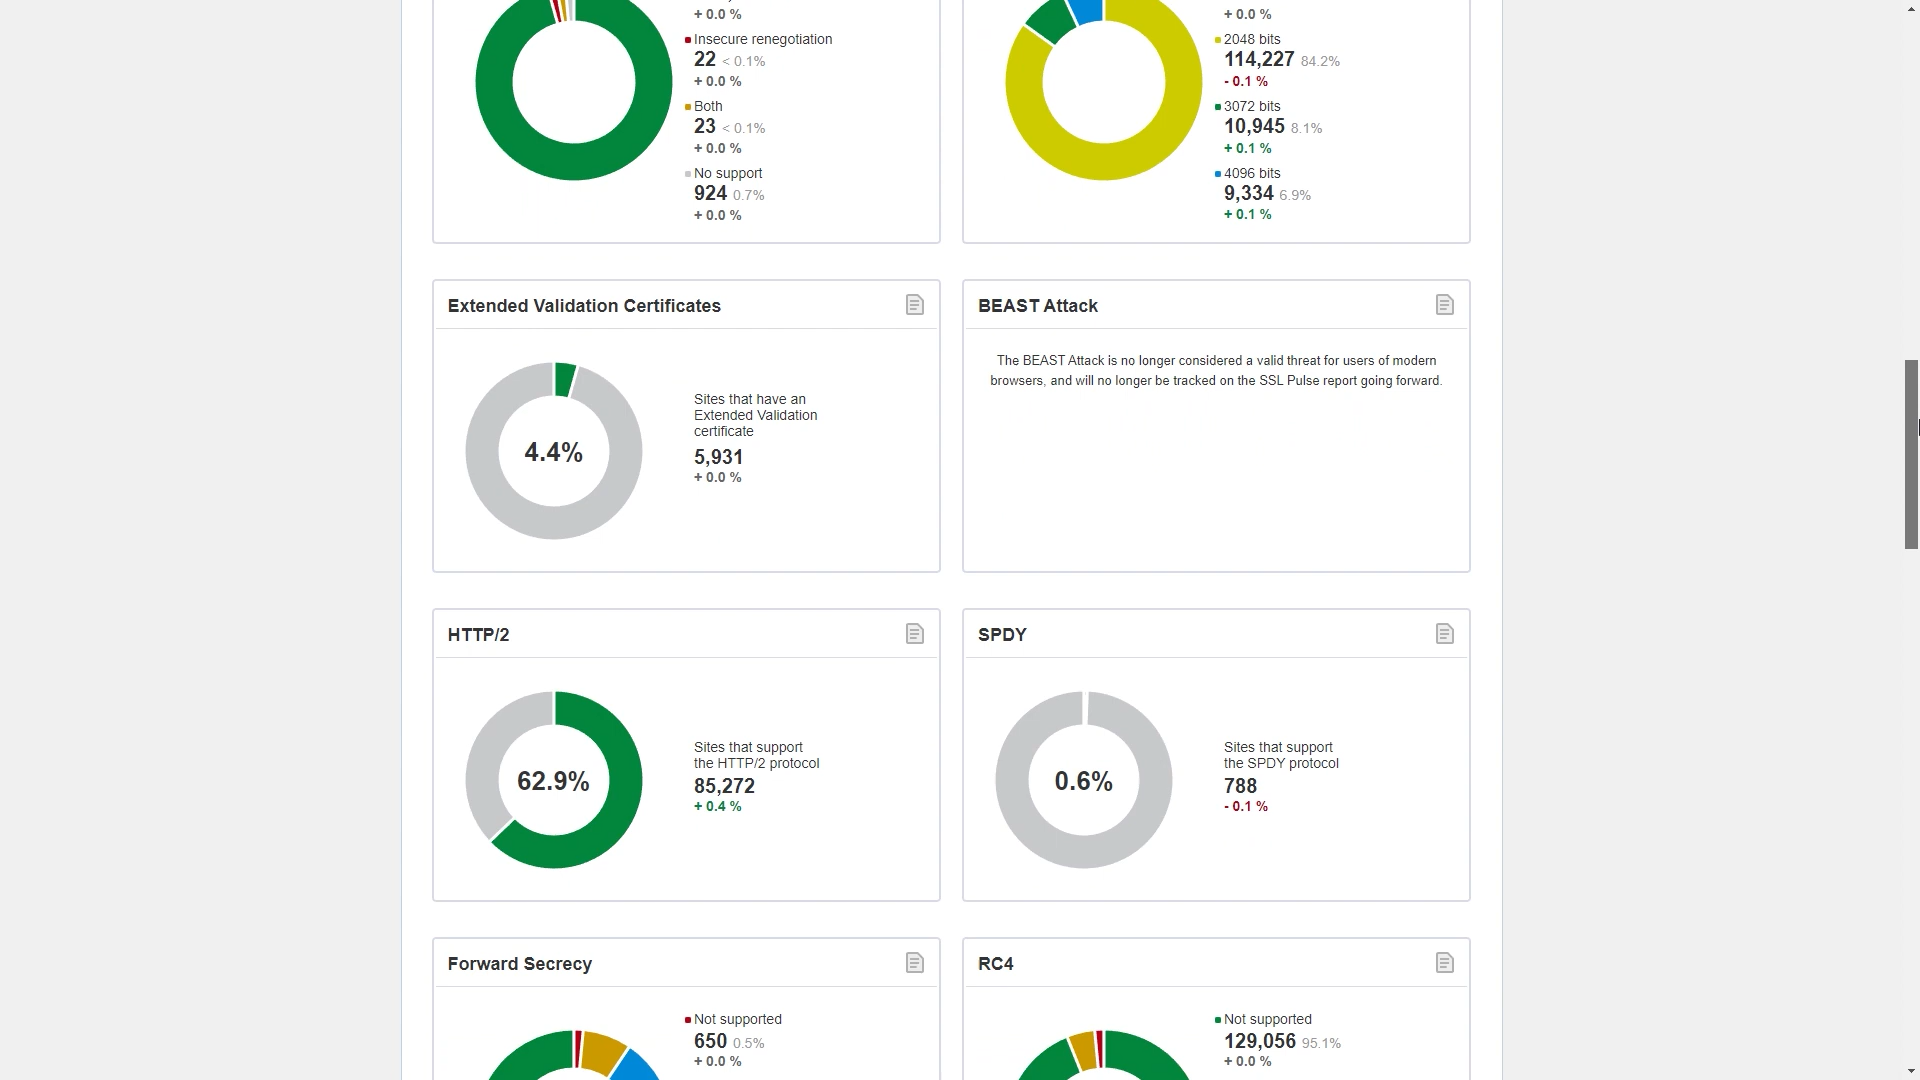 + 0.0 %
Insecure renegotiation
22 < 0.1%
+ 0.0 %
Both
23 < 0.1%
+ 0.0 %
No support
924 0.7%
+ 0.0 %
+ 0.0 %
2048 bits
114,227 84.2%
- 0.1 %
3072 bits
10,945 8.1%
+ 0.1 %
4096 bits
9,334 6.9%
+ 0.1 %
Extended Validation Certificates
4.4%
Sites that have an
Extended Validation
certificate
5,931
+ 0.0 %
BEAST Attack
The BEAST Attack is no longer considered a valid threat for users of modern
browsers, and will no longer be tracked on the SSL Pulse report going forward.
HTTP/2
62.9%
Sites that support
the HTTP/2 protocol
85,272
+ 0.4 %
SPDY
0.6%
Sites that support
the SPDY protocol
788
- 0.1 %
Forward Secrecy
Not supported
650 0.5%
+ 0.0 %
RC4
Not supported
129,056 95.1%
+ 0.0 %